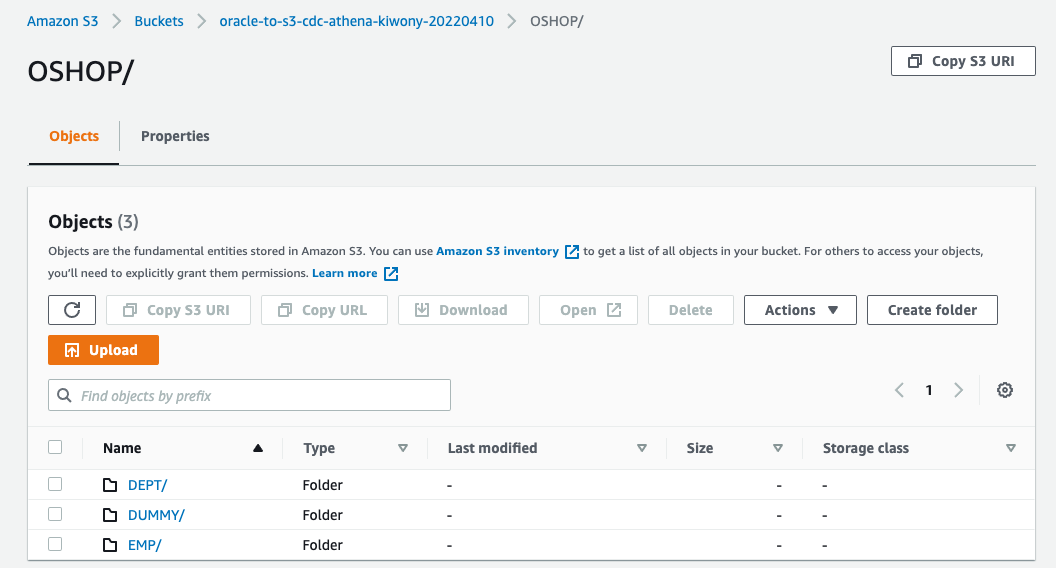 Amazon S3 > Buckets > oracle-to-s3-cdc-athena-kiwony-20220410 > OSHOP/
OSHOP/
Copy S3 URI
Objects Properties
Objects (3)
Objects are the fundamental entities stored in Amazon S3. You can use Amazon S3 inventory to get a list of all objects in your bucket. For others to access your objects,
you'll need to explicitly grant them permissions. Learn more
Copy S3 URI Copy URL Download Open Delete Actions Create folder
Upload
Find objects by prefix
1
Name Type Last modified Size Storage class
DEPT/ Folder - - -
DUMMY/ Folder - - -
EMP/ Folder - - -